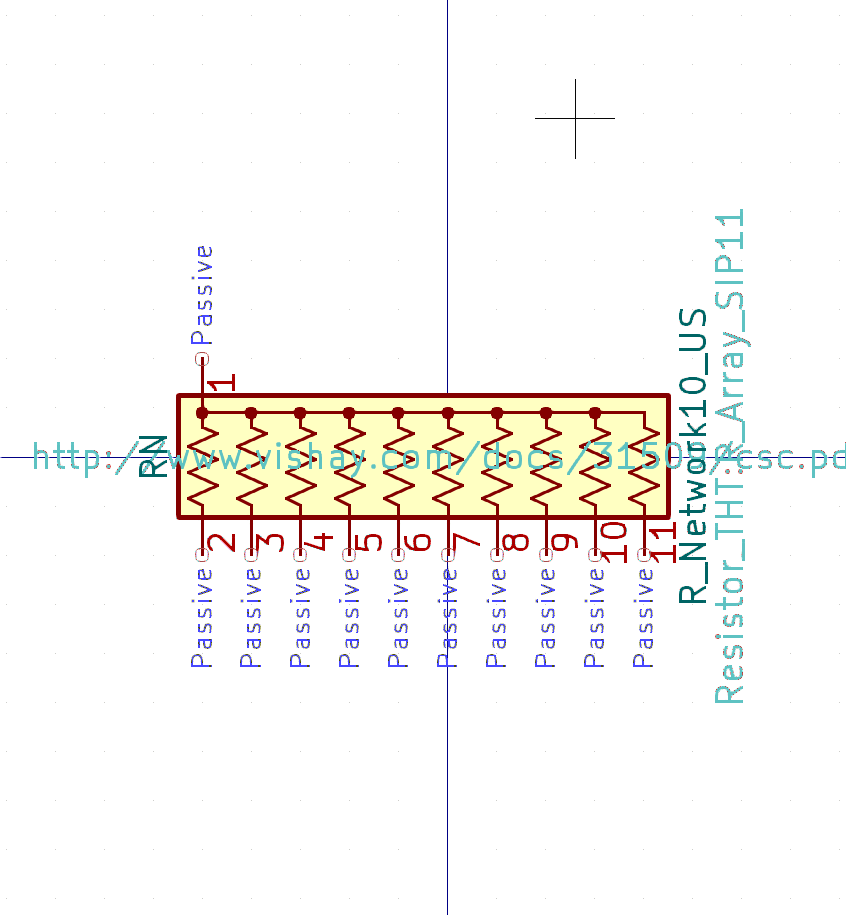 Passive
1
RN
http://www.vishay.com/docs/31509/csc.pd
R_Network10_US
Resistor_THT:R_Array_SIP11
2
3
4
5
6
7
8
9
10
11
Passive
Passive
Passive
Passive
Passive
Passive
Passive
Passive
Passive
Passive